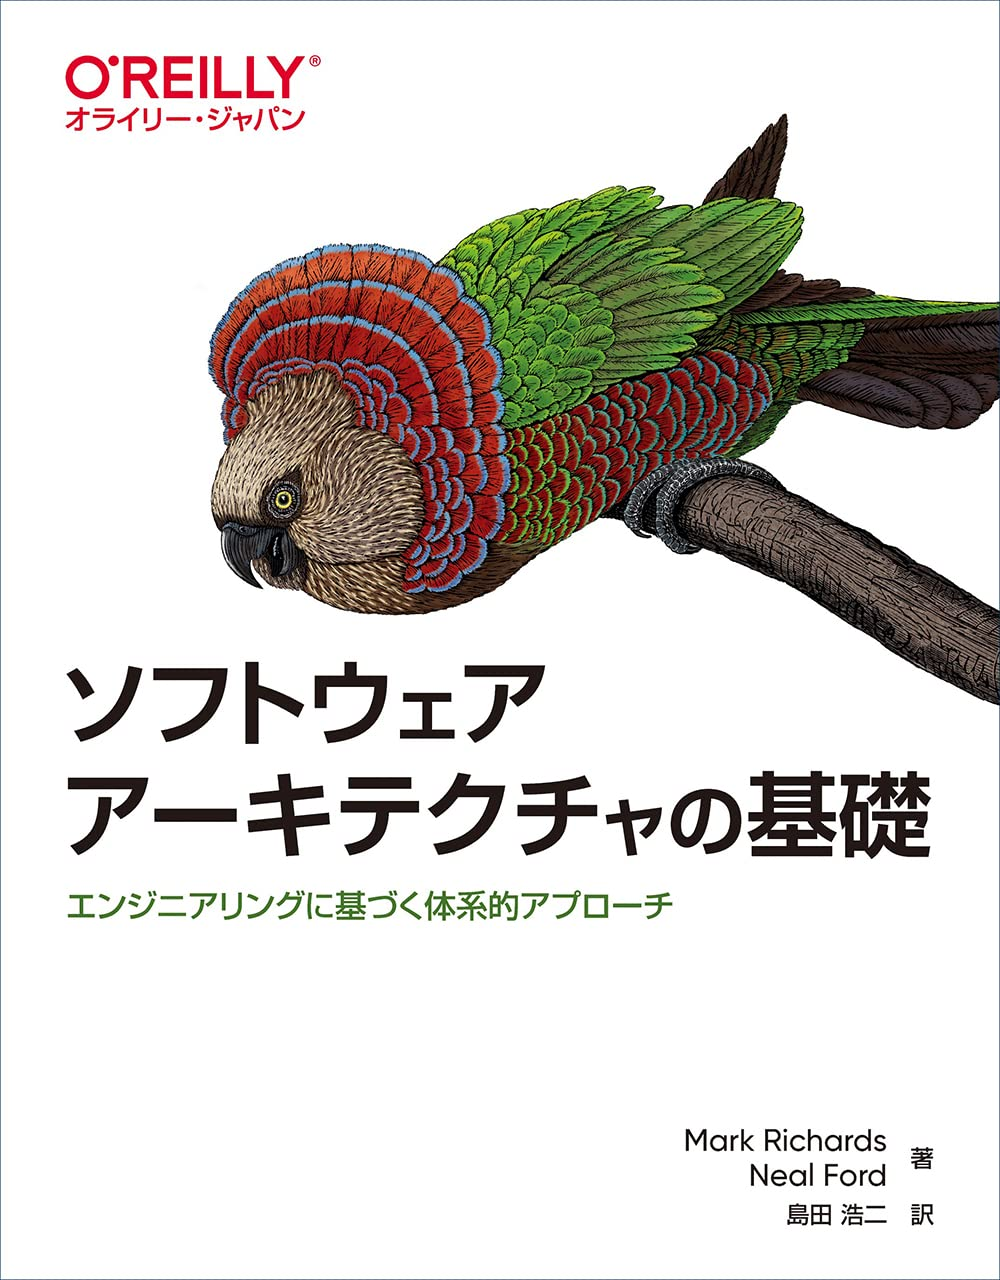 O'REILLY®
オライリー・ジャパン
ソフトウェア
アーキテクチャの基礎
エンジニアリングに基づく体系的アプローチ
Mark Richards
Neal Ford 著
島田 浩二 訳